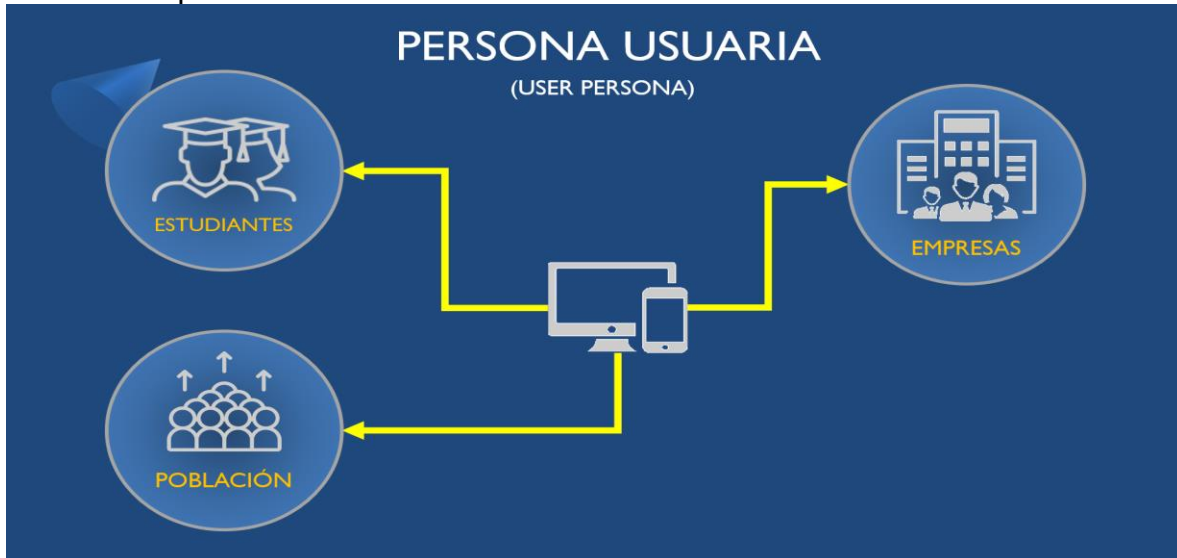 PERSONA USUARIA
(USER PERSONA)
ESTUDIANTES
EMPRESAS
POBLACIÓN